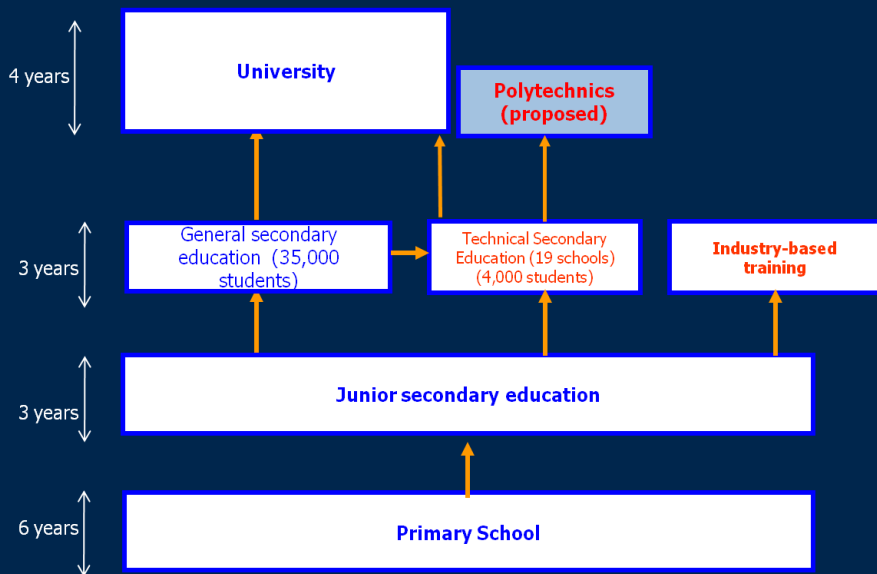 4 years
University
Polytechnics
(proposed)
3 years
General secondary
education (35,000
students)
Technical Secondary
Education (19 schools)
(4,000 students)
Industry-based
training
3 years
Junior secondary education
6 years
Primary School